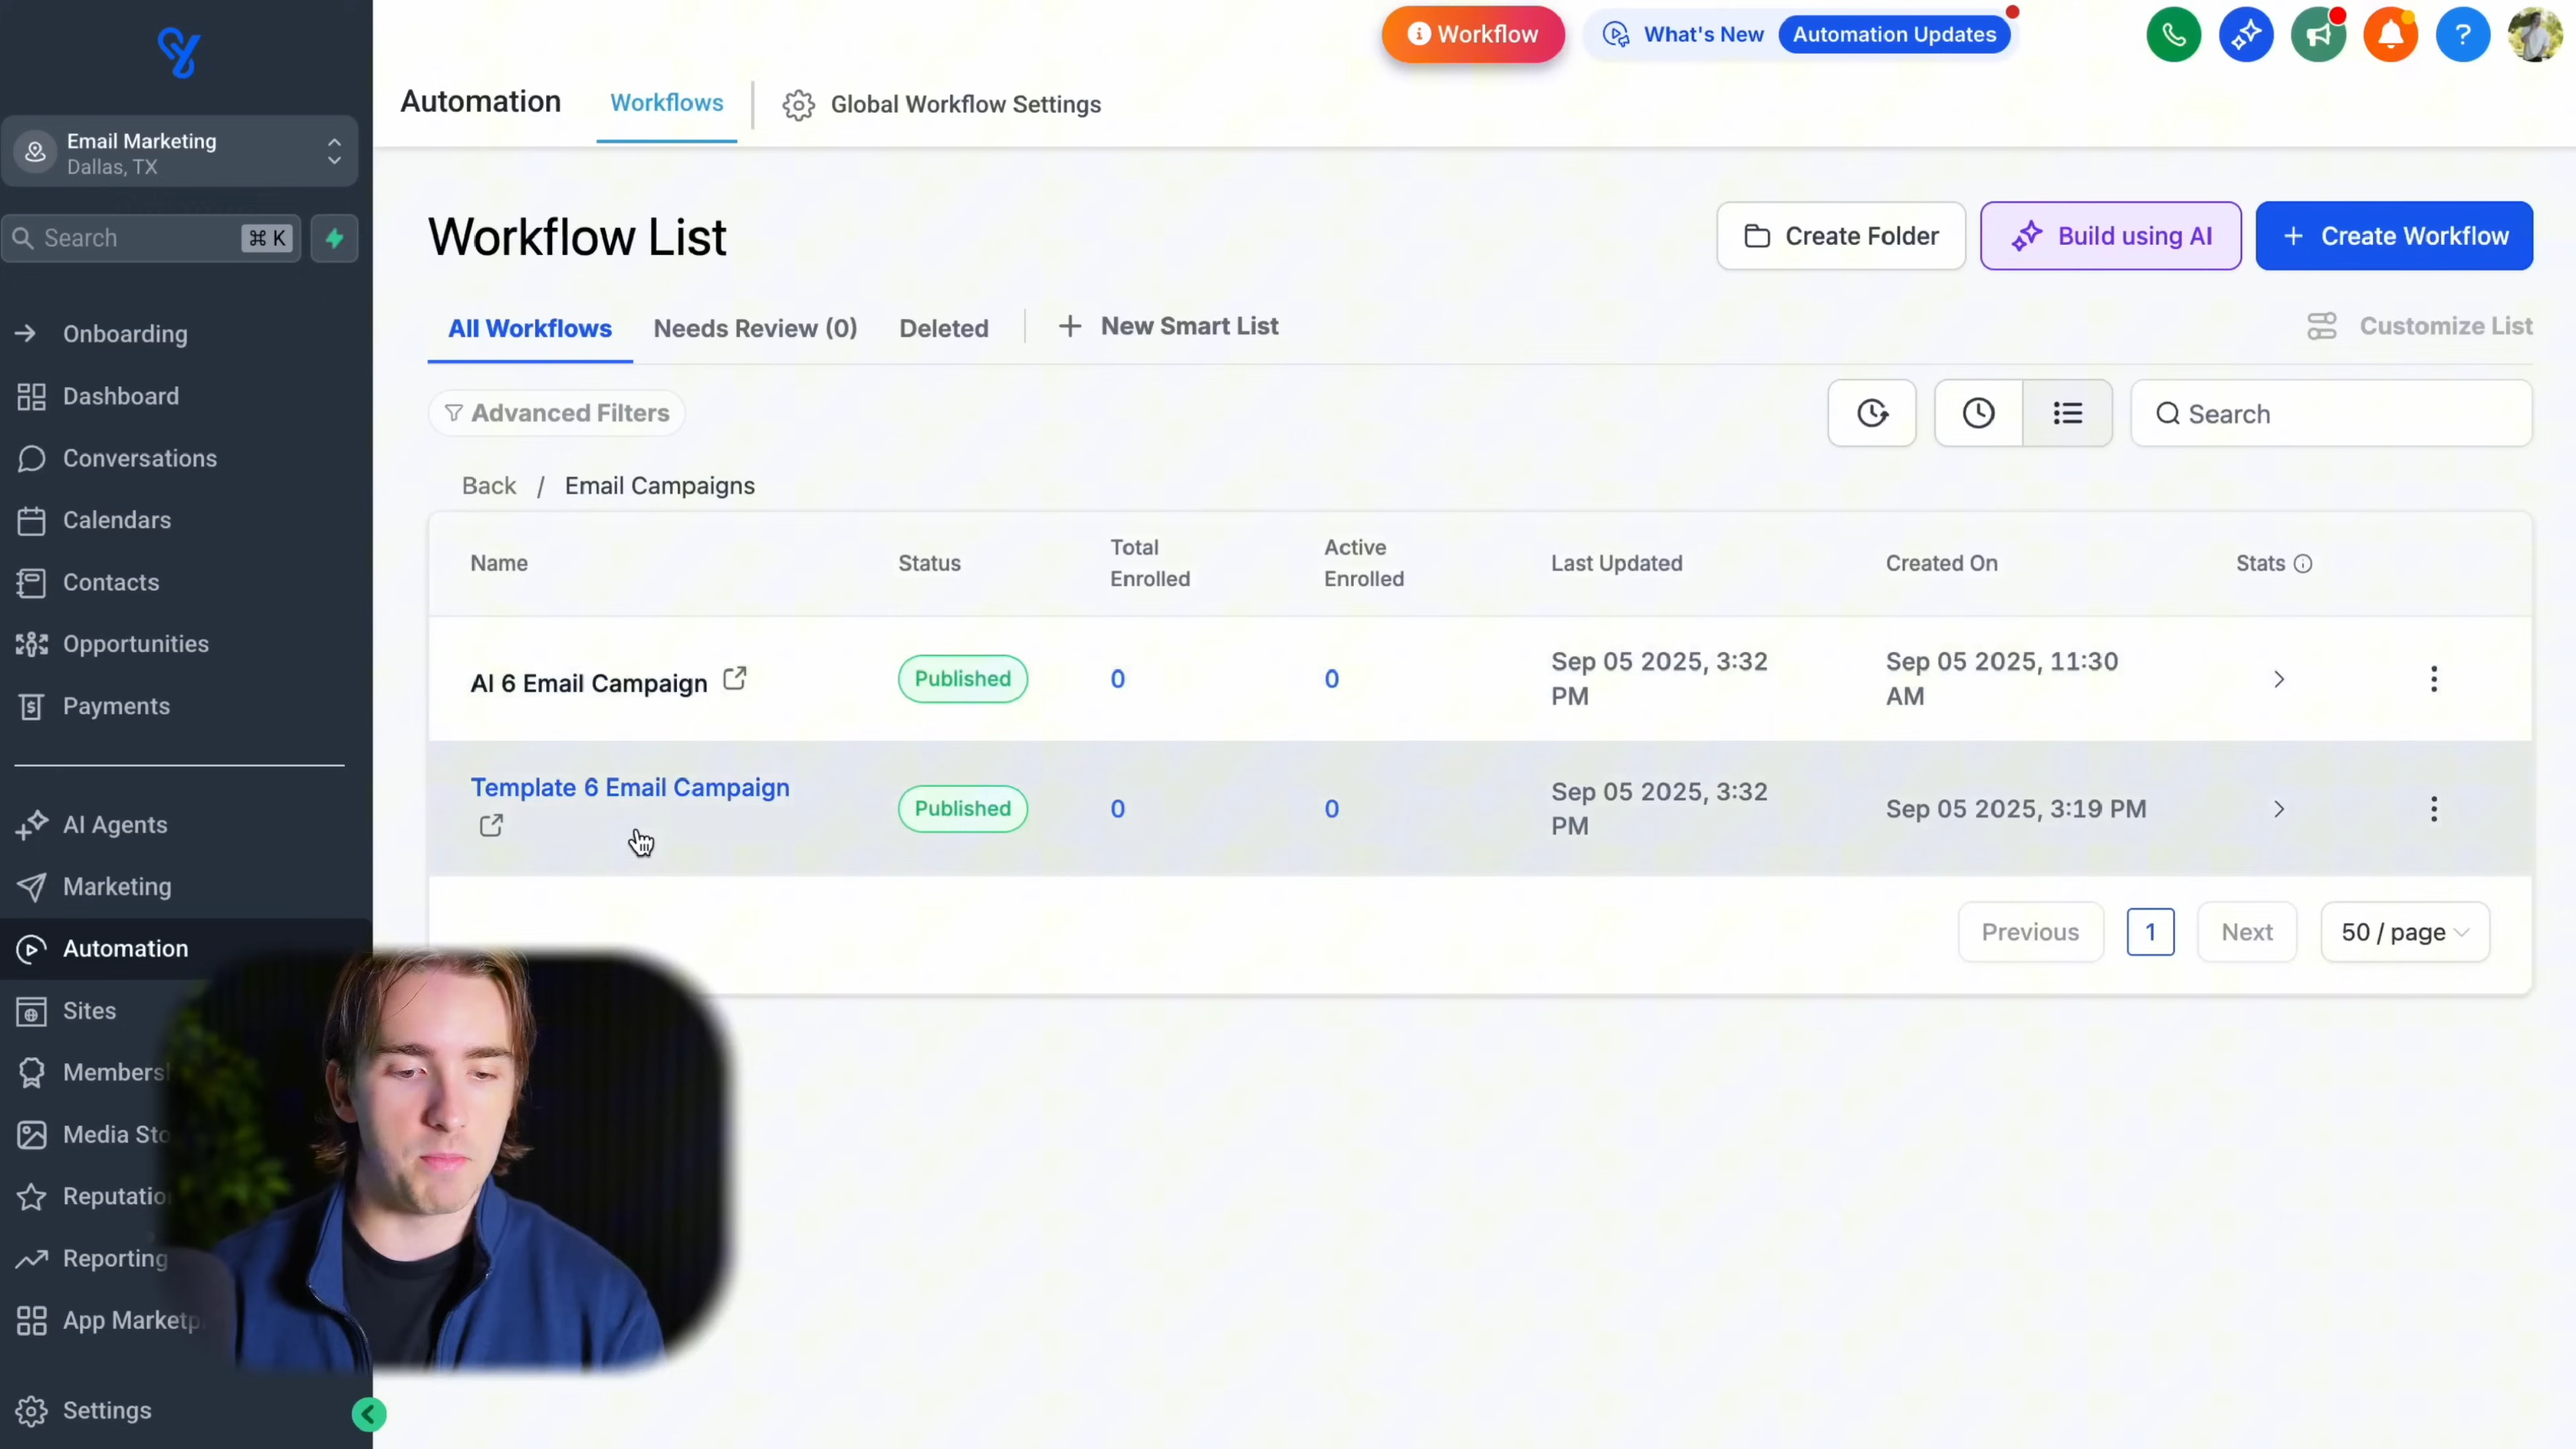 Workflow
What's New
Automation Updates
?
Automation
Workflows
Global Workflow Settings
Email Marketing
Dallas, TX
Search
⌘ K
Onboarding
Dashboard
Conversations
Calendars
Contacts
Opportunities
Payments
AI Agents
Marketing
Automation
Sites
Membersh
Media Sto
Reputatio
Reporting
App Marketp
Settings
Workflow List
Create Folder
Build using AI
+ Create Workflow
All Workflows
Needs Review (0)
Deleted
+ New Smart List
Customize List
Advanced Filters
Search
Back / Email Campaigns
Name
Status
Total
Enrolled
Active
Enrolled
Last Updated
Created On
Stats
AI 6 Email Campaign
Published
0
0
Sep 05 2025, 3:32
PM
Sep 05 2025, 11:30
AM
Template 6 Email Campaign
Published
0
0
Sep 05 2025, 3:32
PM
Sep 05 2025, 3:19 PM
Previous
1
Next
50 / page